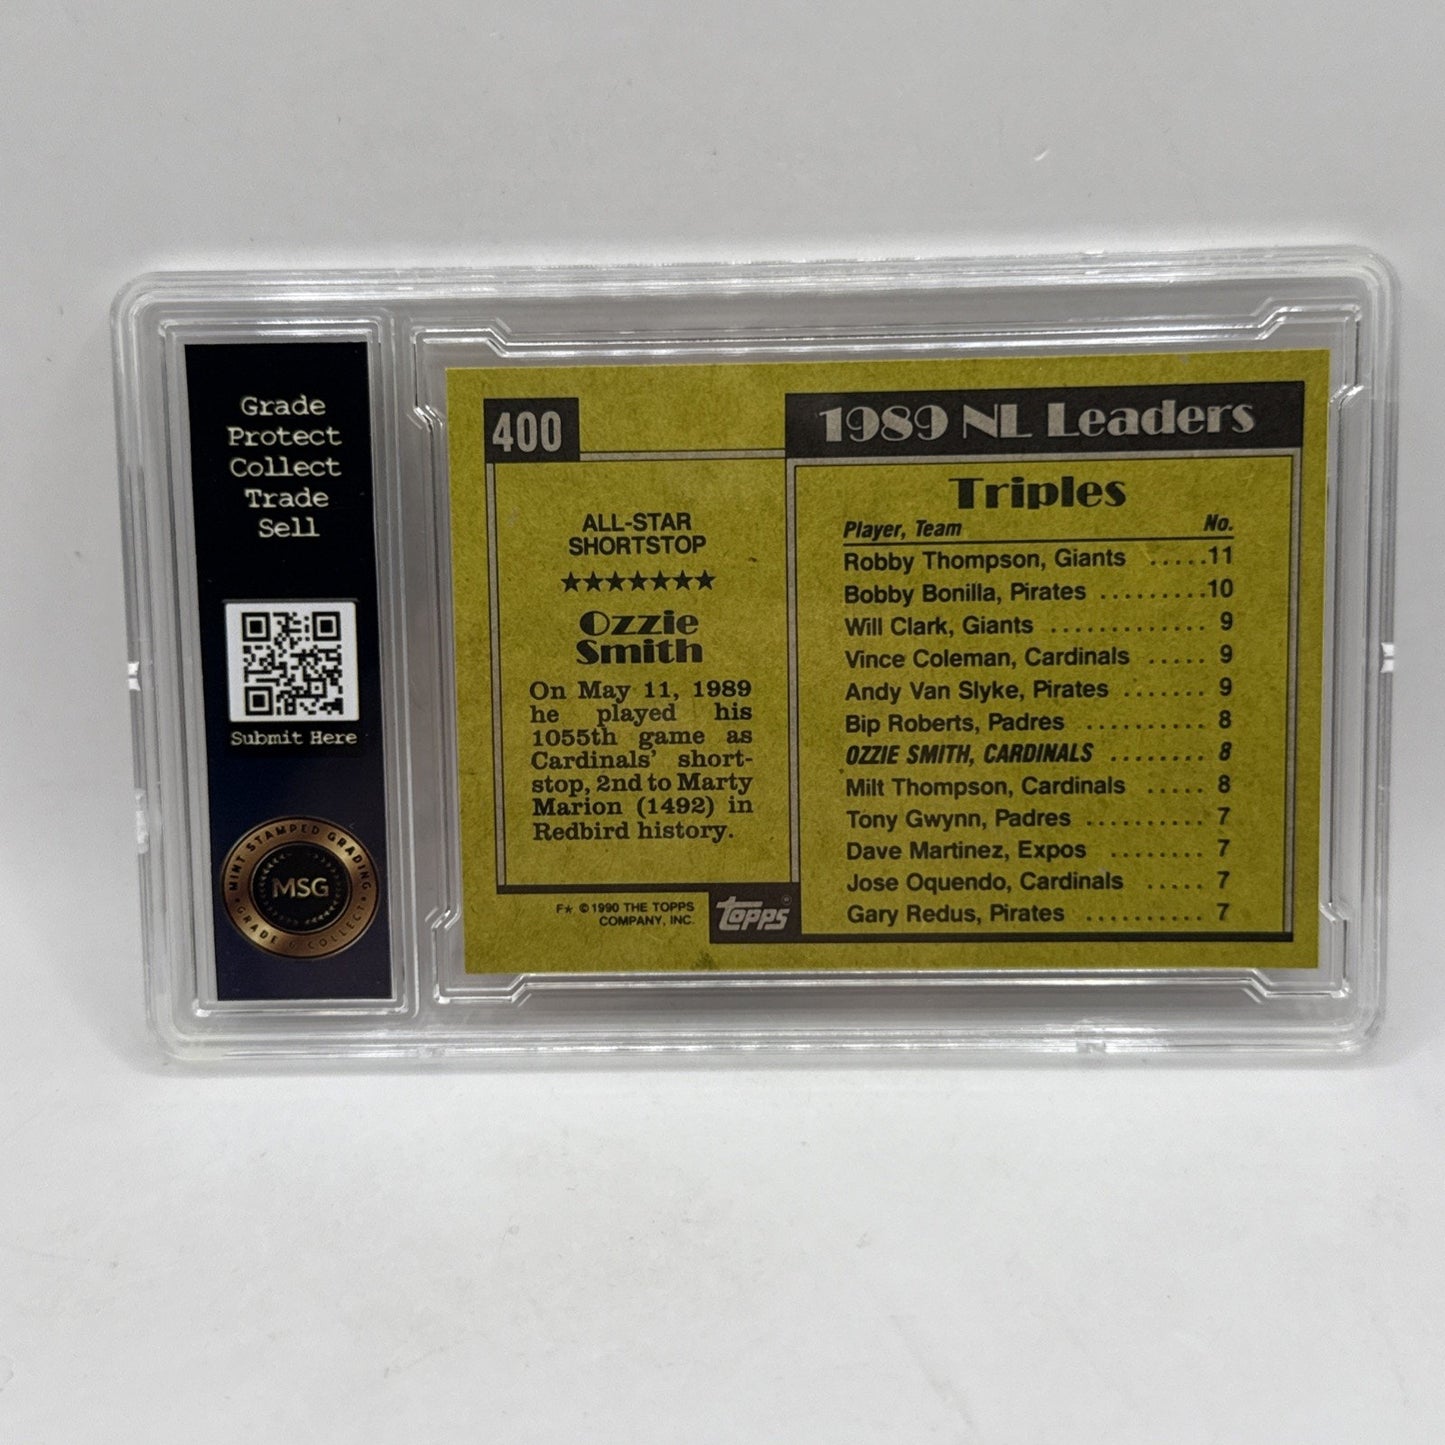 Grade
Protect
Collect
Trade
Sell
Submit Here
MINT STAMPED GRADING
MSG
GRADE & COLLECT
400
ALL-STAR
SHORTSTOP
★★★★★★★
Ozzie
Smith
On May 11, 1989
he played his
1055th game as
Cardinals' short-
stop, 2nd to Marty
Marion (1492) in
Redbird history.
F★ ©1990 THE TOPPS
COMPANY, INC.
topps®
1989 NL Leaders
Triples
Player, Team No.
Robby Thompson, Giants .....11
Bobby Bonilla, Pirates .........10
Will Clark, Giants ............. 9
Vince Coleman, Cardinals ..... 9
Andy Van Slyke, Pirates ....... 9
Bip Roberts, Padres .......... 8
OZZIE SMITH, CARDINALS ........ 8
Milt Thompson, Cardinals ..... 8
Tony Gwynn, Padres .......... 7
Dave Martinez, Expos ........ 7
Jose Oquendo, Cardinals ..... 7
Gary Redus, Pirates .......... 7